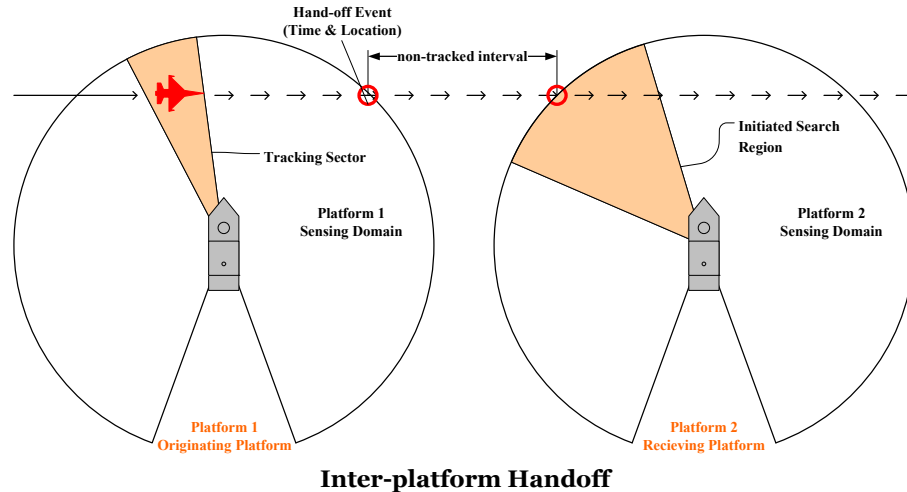 Hand-off Event
(Time & Location)
non-tracked interval
Tracking Sector
Initiated Search
Region
Platform 1
Sensing Domain
Platform 2
Sensing Domain
Platform 1
Originating Platform
Platform 2
Recieving Platform
Inter-platform Handoff